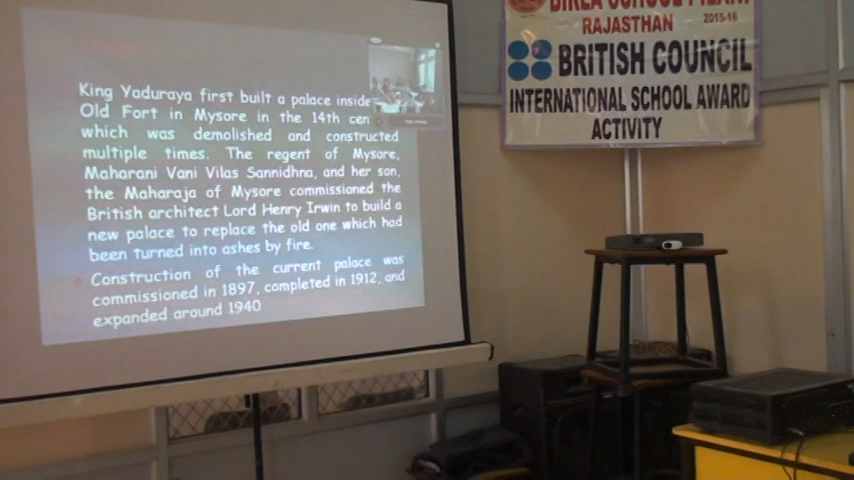 King Yaduraya first built a palace inside
Old Fort in Mysore in the 14th cen
which was demolished and constructed
multiple times. The regent of Mysore,
Maharani Vani Vilas Sannidhna, and her son,
the Maharaja of Mysore commissioned the
British architect Lord Henry Irwin to build a
new palace to replace the old one which had
been turned into ashes by fire.
Construction of the current palace was
commissioned in 1897, completed in 1912, and
expanded around 1940
BIRLA SCHOOL PILANI
RAJASTHAN 2015-16
BRITISH COUNCIL
INTERNATIONAL SCHOOL AWARD
ACTIVITY